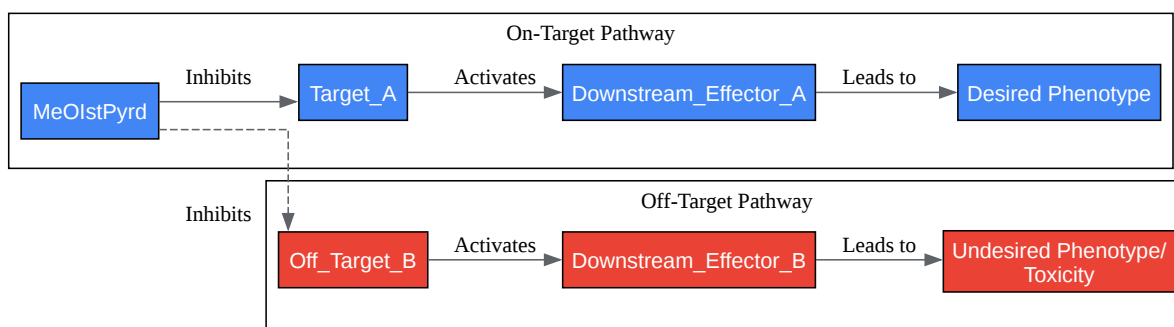 On-Target Pathway
MeOIstPyrd
Inhibits
Target_A
Activates
Downstream_Effector_A
Leads to
Desired Phenotype
Inhibits
Off-Target Pathway
Off_Target_B
Activates
Downstream_Effector_B
Leads to
Undesired Phenotype/
Toxicity